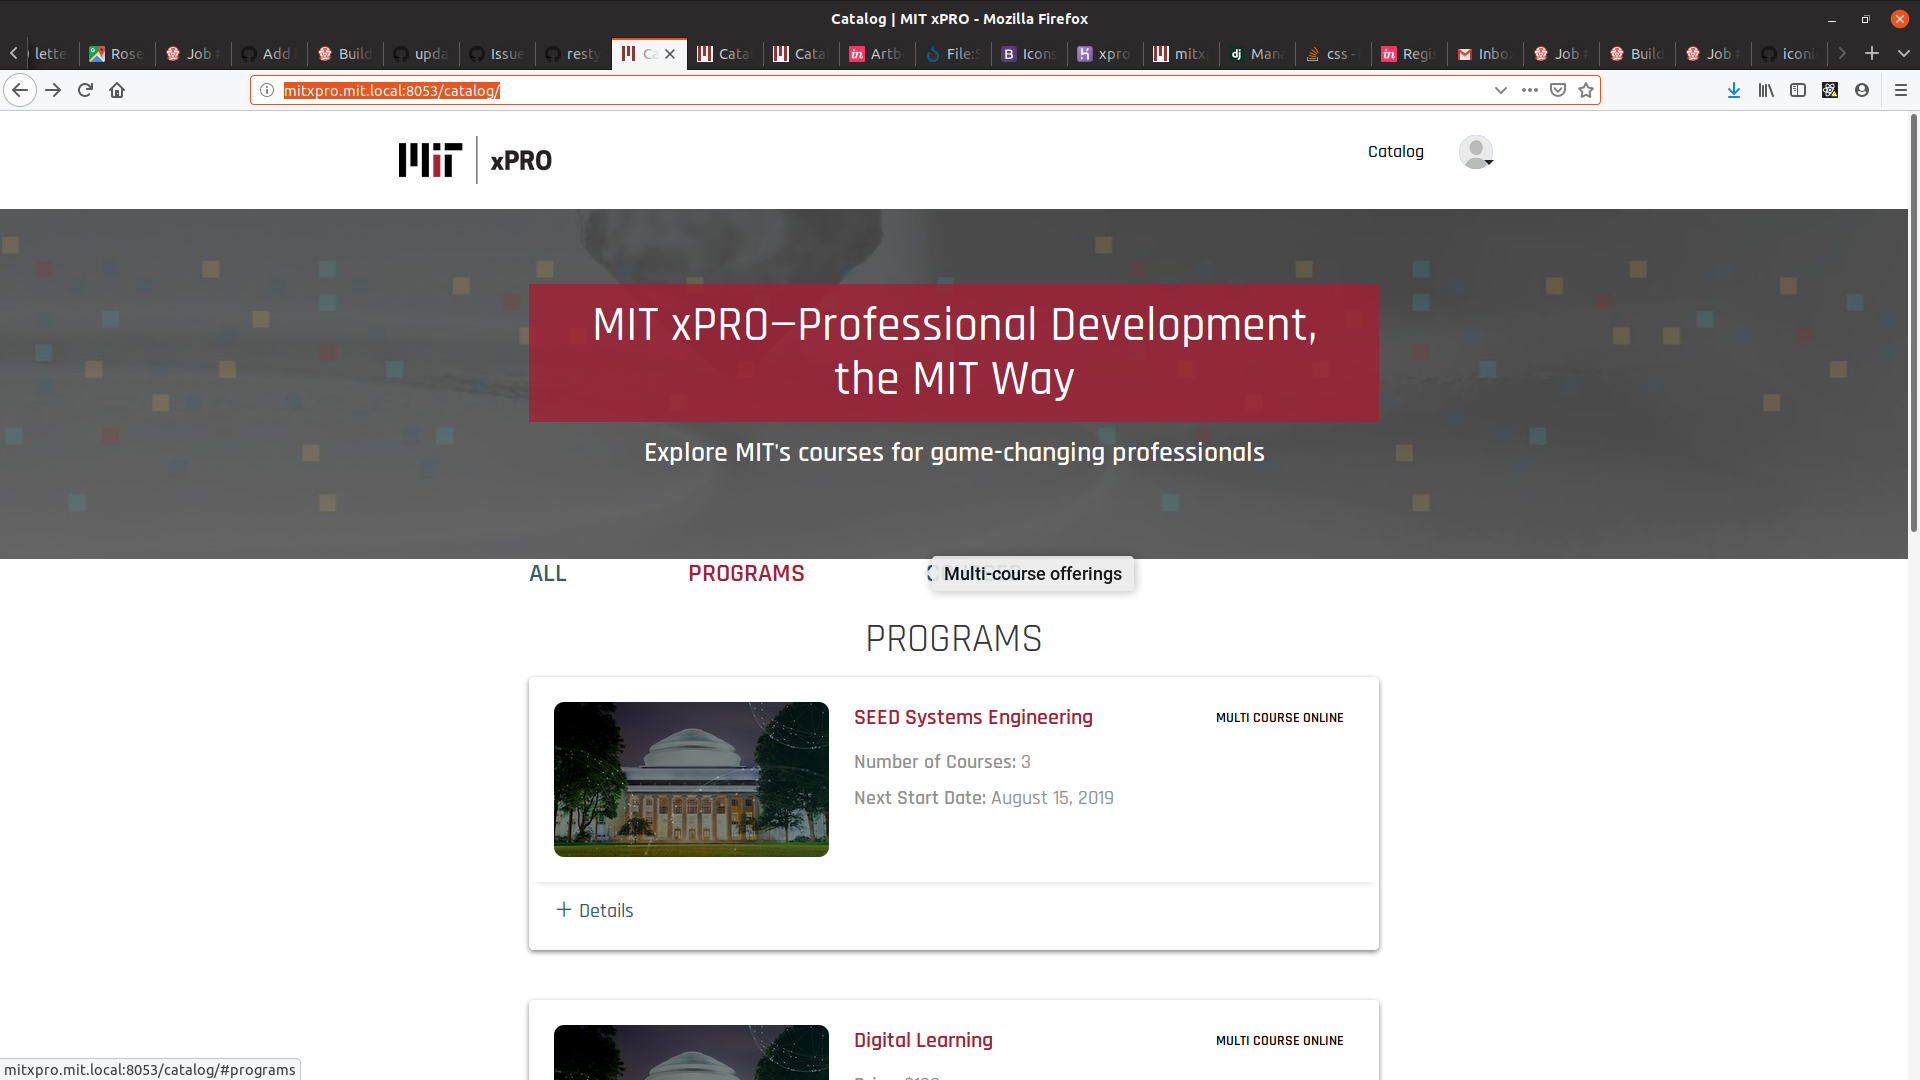 Catalog | MIT xPRO - Mozilla Firefox
lette
Rose
Job #
Add
Build
upda
Issue
resty
Ca
Cata
Cata
Artb
File:S
Icons
xpro
mitx
Mana
css -
Regis
Inbo
Job #
Build
Job #
iconi
mitxpro.mit.local:8053/catalog/
MIT xPRO
Catalog
MIT xPRO—Professional Development,
the MIT Way
Explore MIT's courses for game-changing professionals
ALL
PROGRAMS
Multi-course offerings
PROGRAMS
SEED Systems Engineering
MULTI COURSE ONLINE
Number of Courses: 3
Next Start Date: August 15, 2019
+ Details
Digital Learning
MULTI COURSE ONLINE
mitxpro.mit.local:8053/catalog/#programs